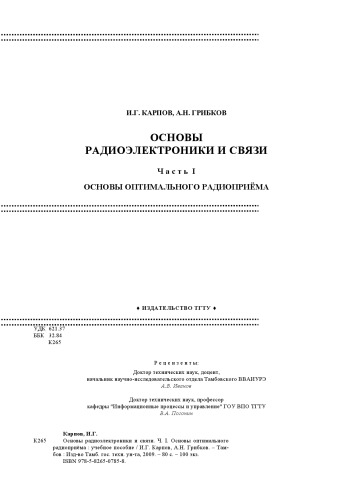 И.Г. КАРПОВ, А.Н. ГРИБКОВ
ОСНОВЫ
РАДИОЭЛЕКТРОНИКИ И СВЯЗИ
Часть I
ОСНОВЫ ОПТИМАЛЬНОГО РАДИОПРИЁМА
♦ ИЗДАТЕЛЬСТВО ТГТУ ♦
УДК 621.37
ББК 32.84
К265
Рецензенты:
Доктор технических наук, доцент,
начальник научно-исследовательского отдела Тамбовского ВВАИУРЭ
А.В. Иванов
Доктор технических наук, профессор
кафедры "Информационные процессы и управление" ГОУ ВПО ТГТУ
В.А. Погонин
Карпов, И.Г.
К265 Основы радиоэлектроники и связи. Ч. I. Основы оптимального
радиоприёма : учебное пособие / И.Г. Карпов, А.Н. Грибков. – Там-
бов : Изд-во Тамб. гос. техн. ун-та, 2009. – 80 с. – 100 экз.
ISBN 978-5-8265-0785-8.